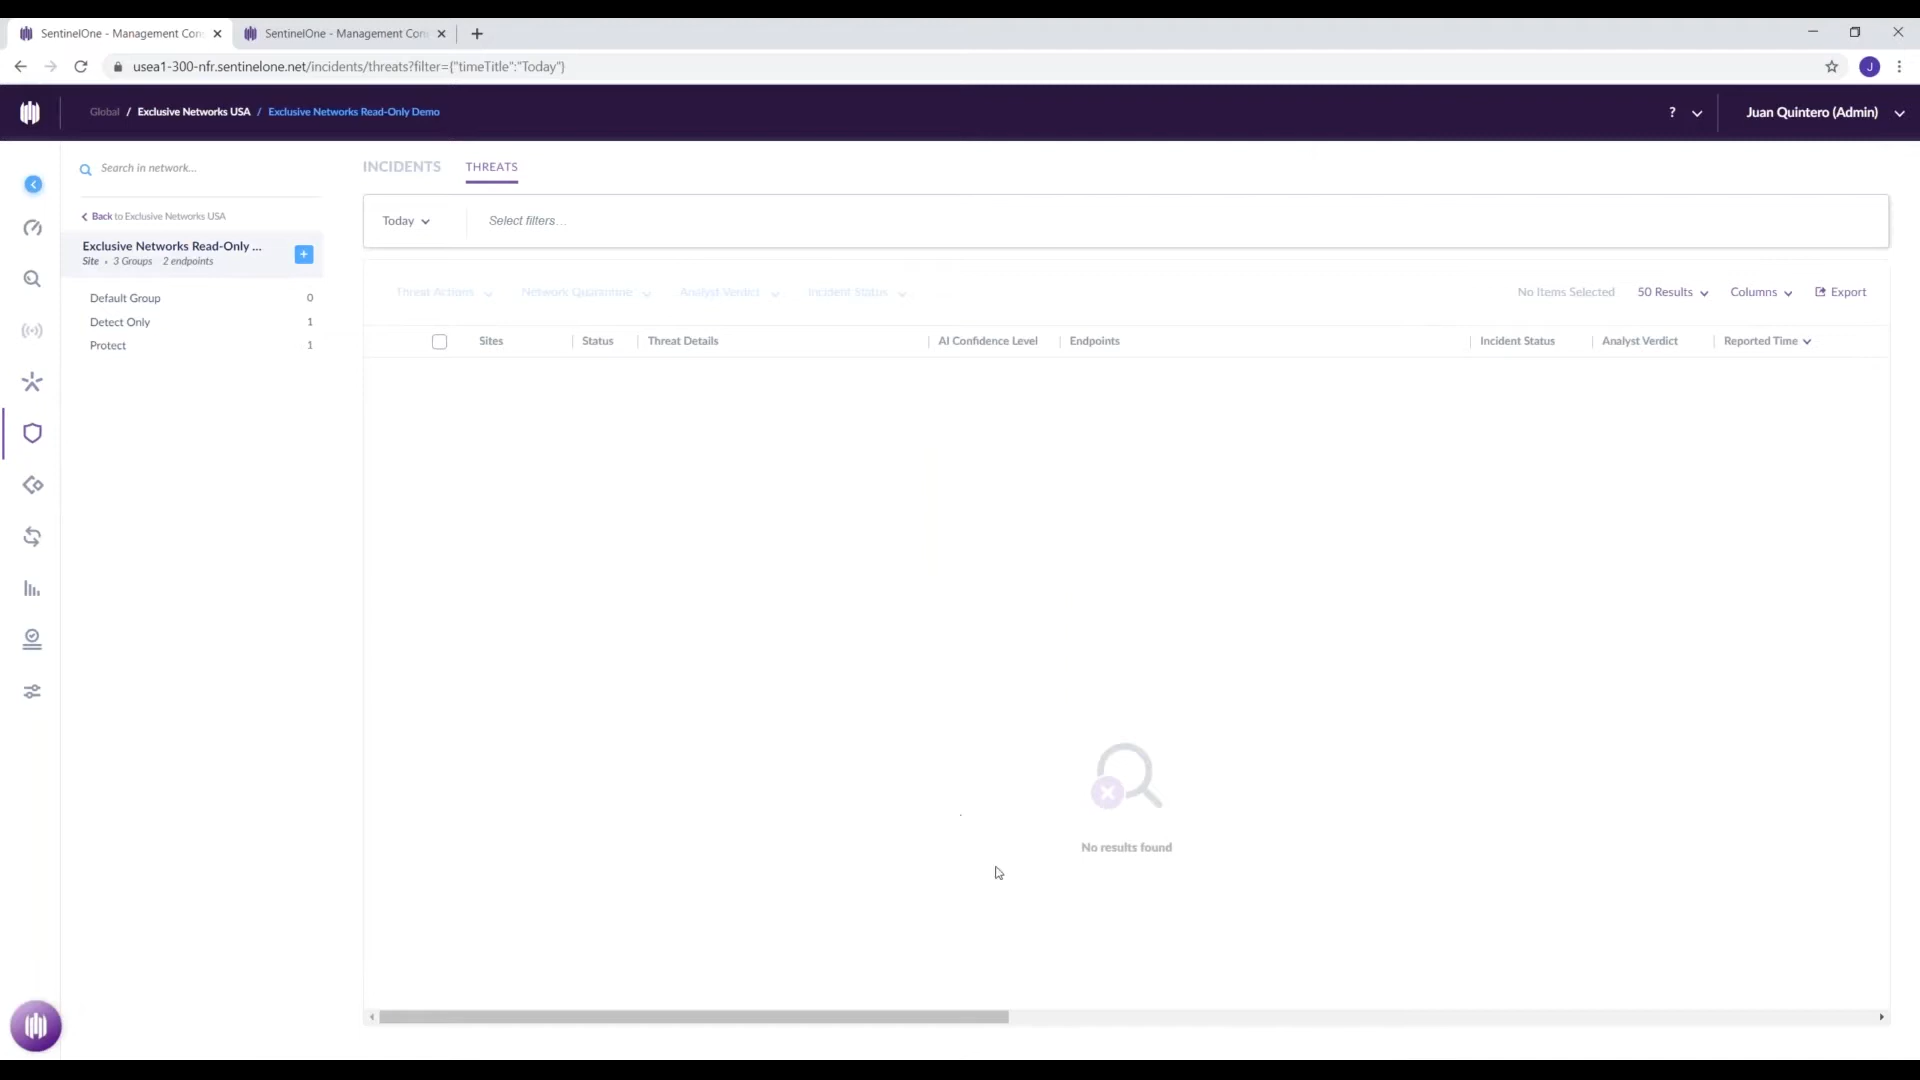 SentinelOne - Management Con
SentinelOne - Management Con
usea1-300-nfr.sentinelone.net/incidents/threats?filter={"timeTitle":"Today"}
J
Global / Exclusive Networks USA / Exclusive Networks Read-Only Demo
?
Juan Quintero (Admin)
Search in network...
Back to Exclusive Networks USA
Exclusive Networks Read-Only ...
Site • 3 Groups 2 endpoints
Default Group 0
Detect Only 1
Protect 1
INCIDENTS THREATS
Today Select filters...
Threat Actions Network Quarantine Analyst Verdict Incident Status No Items Selected 50 Results Columns Export
Sites Status Threat Details AI Confidence Level Endpoints Incident Status Analyst Verdict Reported Time
No results found